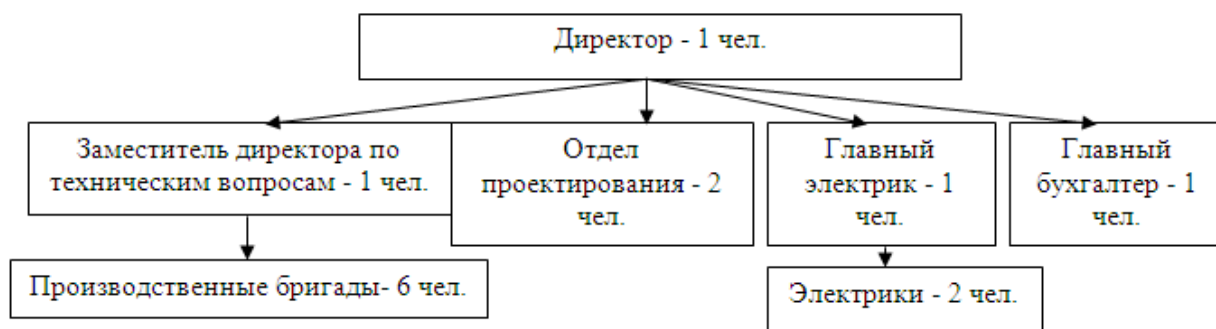 Директор - 1 чел.
Заместитель директора по
техническим вопросам - 1 чел.
Отдел
проектирования - 2
чел.
Главный
электрик - 1
чел.
Главный
бухгалтер - 1
чел.
Производственные бригады- 6 чел.
Электрики - 2 чел.